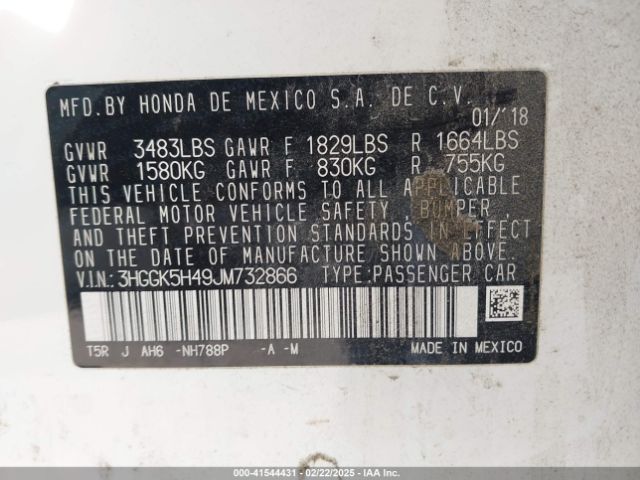 MFD. BY HONDA DE MEXICO S.A. DE C.V.
01/'18
GVWR 3483LBS GAWR F 1829LBS R 1664LBS
GVWR 1580KG GAWR F 830KG R 755KG
THIS VEHICLE CONFORMS TO ALL APPLICABLE
FEDERAL MOTOR VEHICLE SAFETY, BUMPER,
AND THEFT PREVENTION STANDARDS IN EFFECT
ON THE DATE OF MANUFACTURE SHOWN ABOVE.
V.I.N.: 3HGGK5H49JM732866 TYPE: PASSENGER CAR
T5R J AH6 -NH788P -A -M MADE IN MEXICO
000-41544431 - 02/22/2025 - IAAI.com